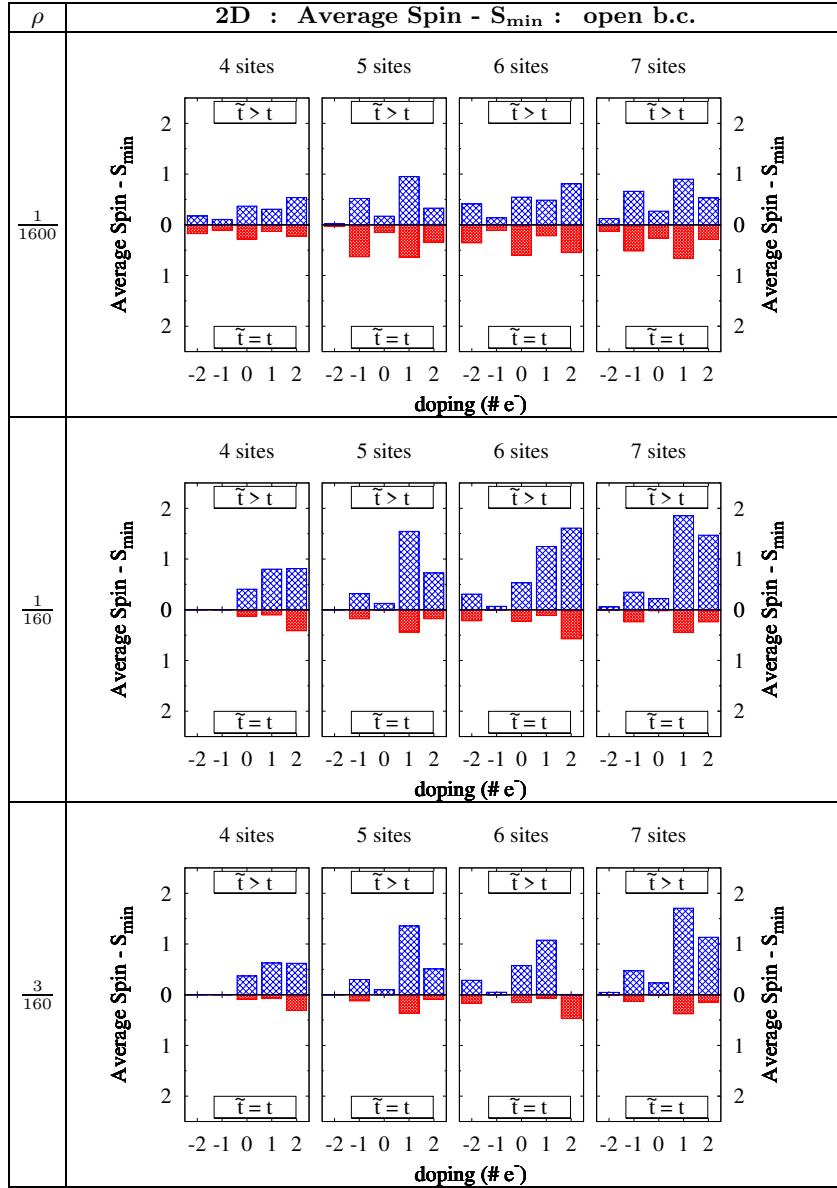 ρ 2D : Average Spin - S_min : open b.c.
4 sites 5 sites 6 sites 7 sites
t̃ > t t̃ > t t̃ > t t̃ > t
2 2
1 1
1/1600 Average Spin - S_min 0 0 Average Spin - S_min
1 1
2 2
t̃ = t t̃ = t t̃ = t t̃ = t
-2 -1 0 1 2 -2 -1 0 1 2 -2 -1 0 1 2 -2 -1 0 1 2
doping (# e⁻)
4 sites 5 sites 6 sites 7 sites
t̃ > t t̃ > t t̃ > t t̃ > t
2 2
1 1
1/160 Average Spin - S_min 0 0 Average Spin - S_min
1 1
2 2
t̃ = t t̃ = t t̃ = t t̃ = t
-2 -1 0 1 2 -2 -1 0 1 2 -2 -1 0 1 2 -2 -1 0 1 2
doping (# e⁻)
4 sites 5 sites 6 sites 7 sites
t̃ > t t̃ > t t̃ > t t̃ > t
2 2
1 1
3/160 Average Spin - S_min 0 0 Average Spin - S_min
1 1
2 2
t̃ = t t̃ = t t̃ = t t̃ = t
-2 -1 0 1 2 -2 -1 0 1 2 -2 -1 0 1 2 -2 -1 0 1 2
doping (# e⁻)